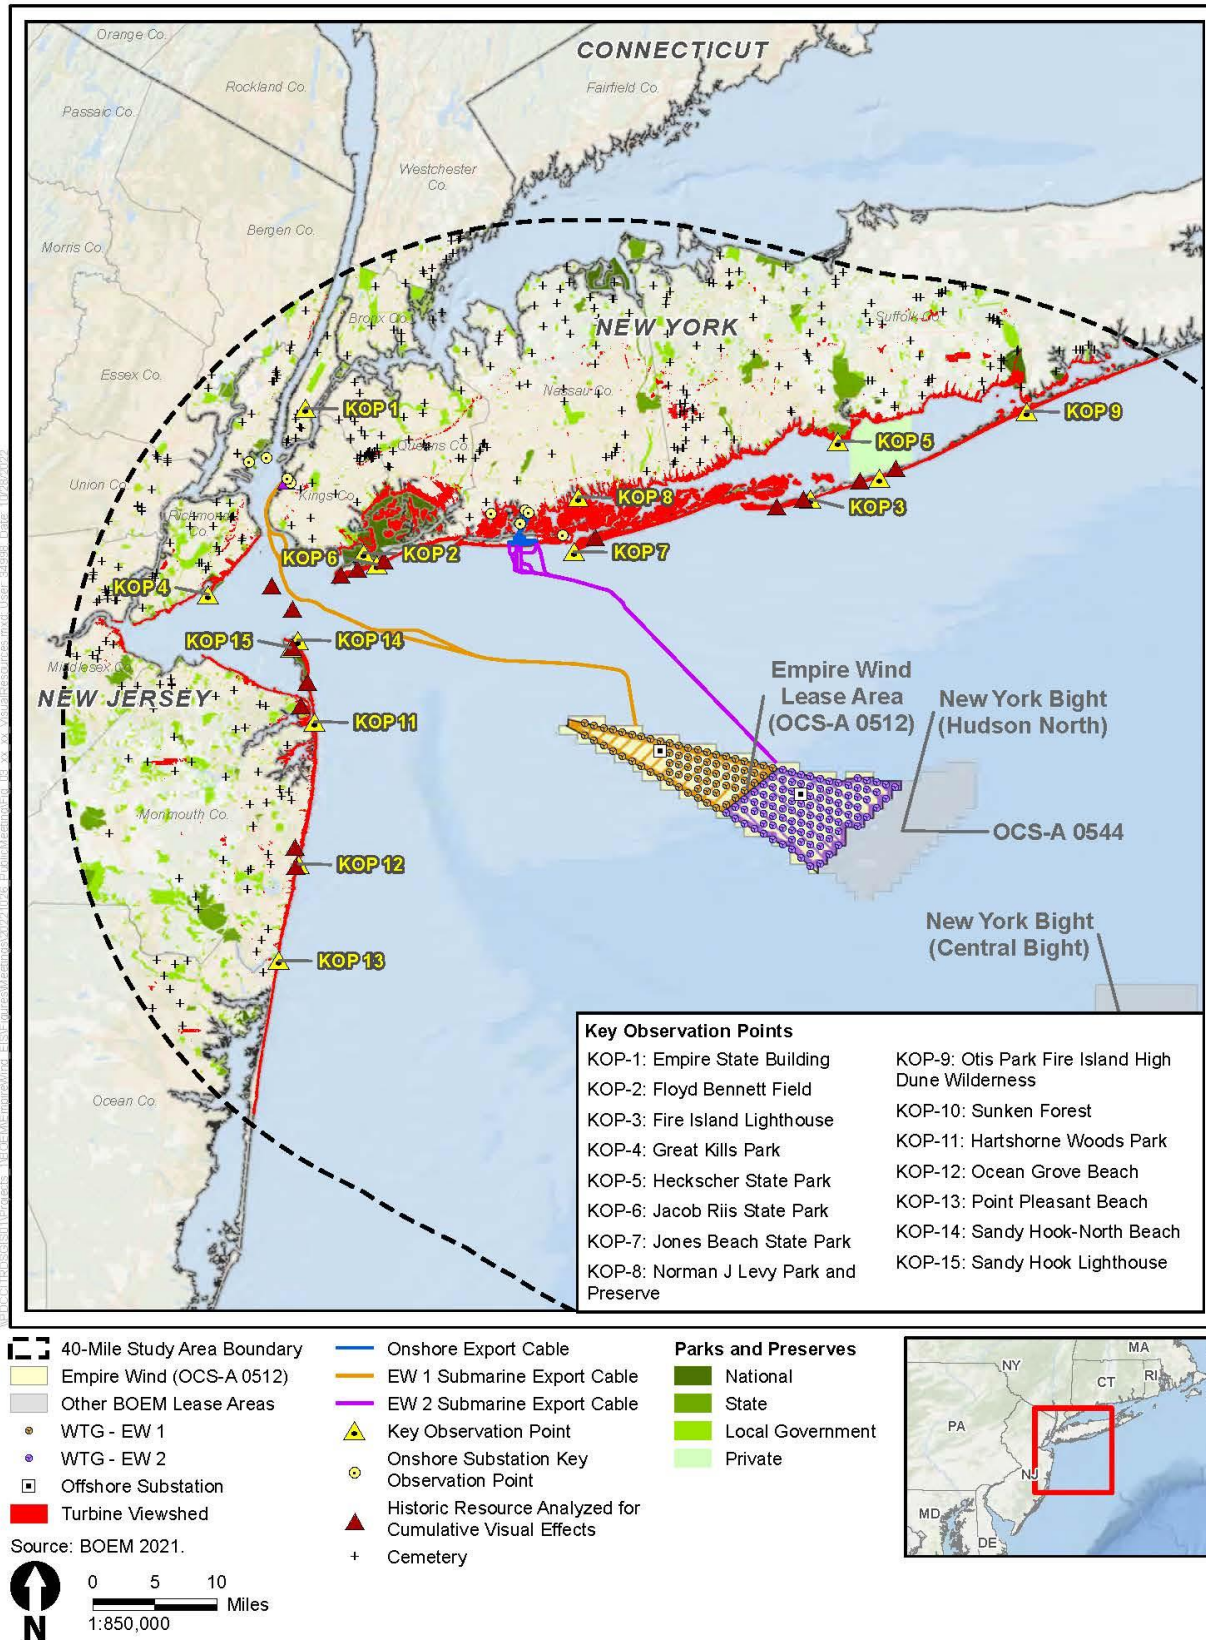 CONNECTICUT
Orange Co.
Rockland Co.
Fairfield Co.
Passaic Co.
Westchester
Co.
Bergen Co.
Morris Co.
Bronx Co.
NEW YORK
Suffolk Co.
Essex Co.
Nassau Co.
KOP 1
KOP 9
KOP 5
Queens Co.
Union Co.
Kings Co.
KOP 8
KOP 3
Richmond
Co.
KOP 6
KOP 2
KOP 7
KOP 4
KOP 15
KOP 14
Middlesex Co.
NEW JERSEY
Empire Wind
Lease Area
(OCS-A 0512)
New York Bight
(Hudson North)
KOP 11
Monmouth Co.
OCS-A 0544
KOP 12
New York Bight
(Central Bight)
KOP 13
Ocean Co.
Key Observation Points
KOP-1: Empire State Building
KOP-2: Floyd Bennett Field
KOP-3: Fire Island Lighthouse
KOP-4: Great Kills Park
KOP-5: Heckscher State Park
KOP-6: Jacob Riis State Park
KOP-7: Jones Beach State Park
KOP-8: Norman J Levy Park and
Preserve
KOP-9: Otis Park Fire Island High
Dune Wilderness
KOP-10: Sunken Forest
KOP-11: Hartshorne Woods Park
KOP-12: Ocean Grove Beach
KOP-13: Point Pleasant Beach
KOP-14: Sandy Hook-North Beach
KOP-15: Sandy Hook Lighthouse
40-Mile Study Area Boundary
Empire Wind (OCS-A 0512)
Other BOEM Lease Areas
WTG - EW 1
WTG - EW 2
Offshore Substation
Turbine Viewshed
Source: BOEM 2021.
0 5 10
Miles
1:850,000
N
Onshore Export Cable
EW 1 Submarine Export Cable
EW 2 Submarine Export Cable
Key Observation Point
Onshore Substation Key
Observation Point
Historic Resource Analyzed for
Cumulative Visual Effects
Cemetery
Parks and Preserves
National
State
Local Government
Private
MA
NY
CT
RI
PA
NJ
MD
DE